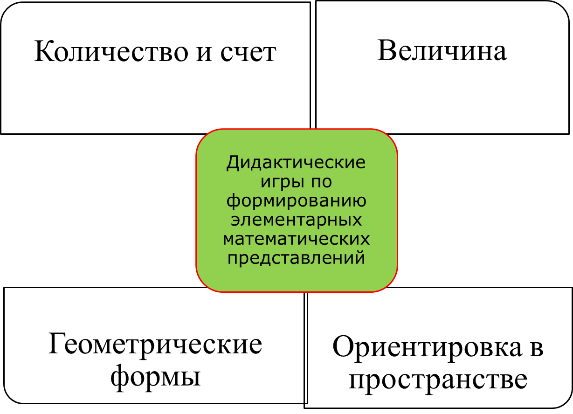 Количество и счет
Величина
Дидактические
игры по
формированию
элементарных
математических
представлений
Геометрические
формы
Ориентировка в
пространстве